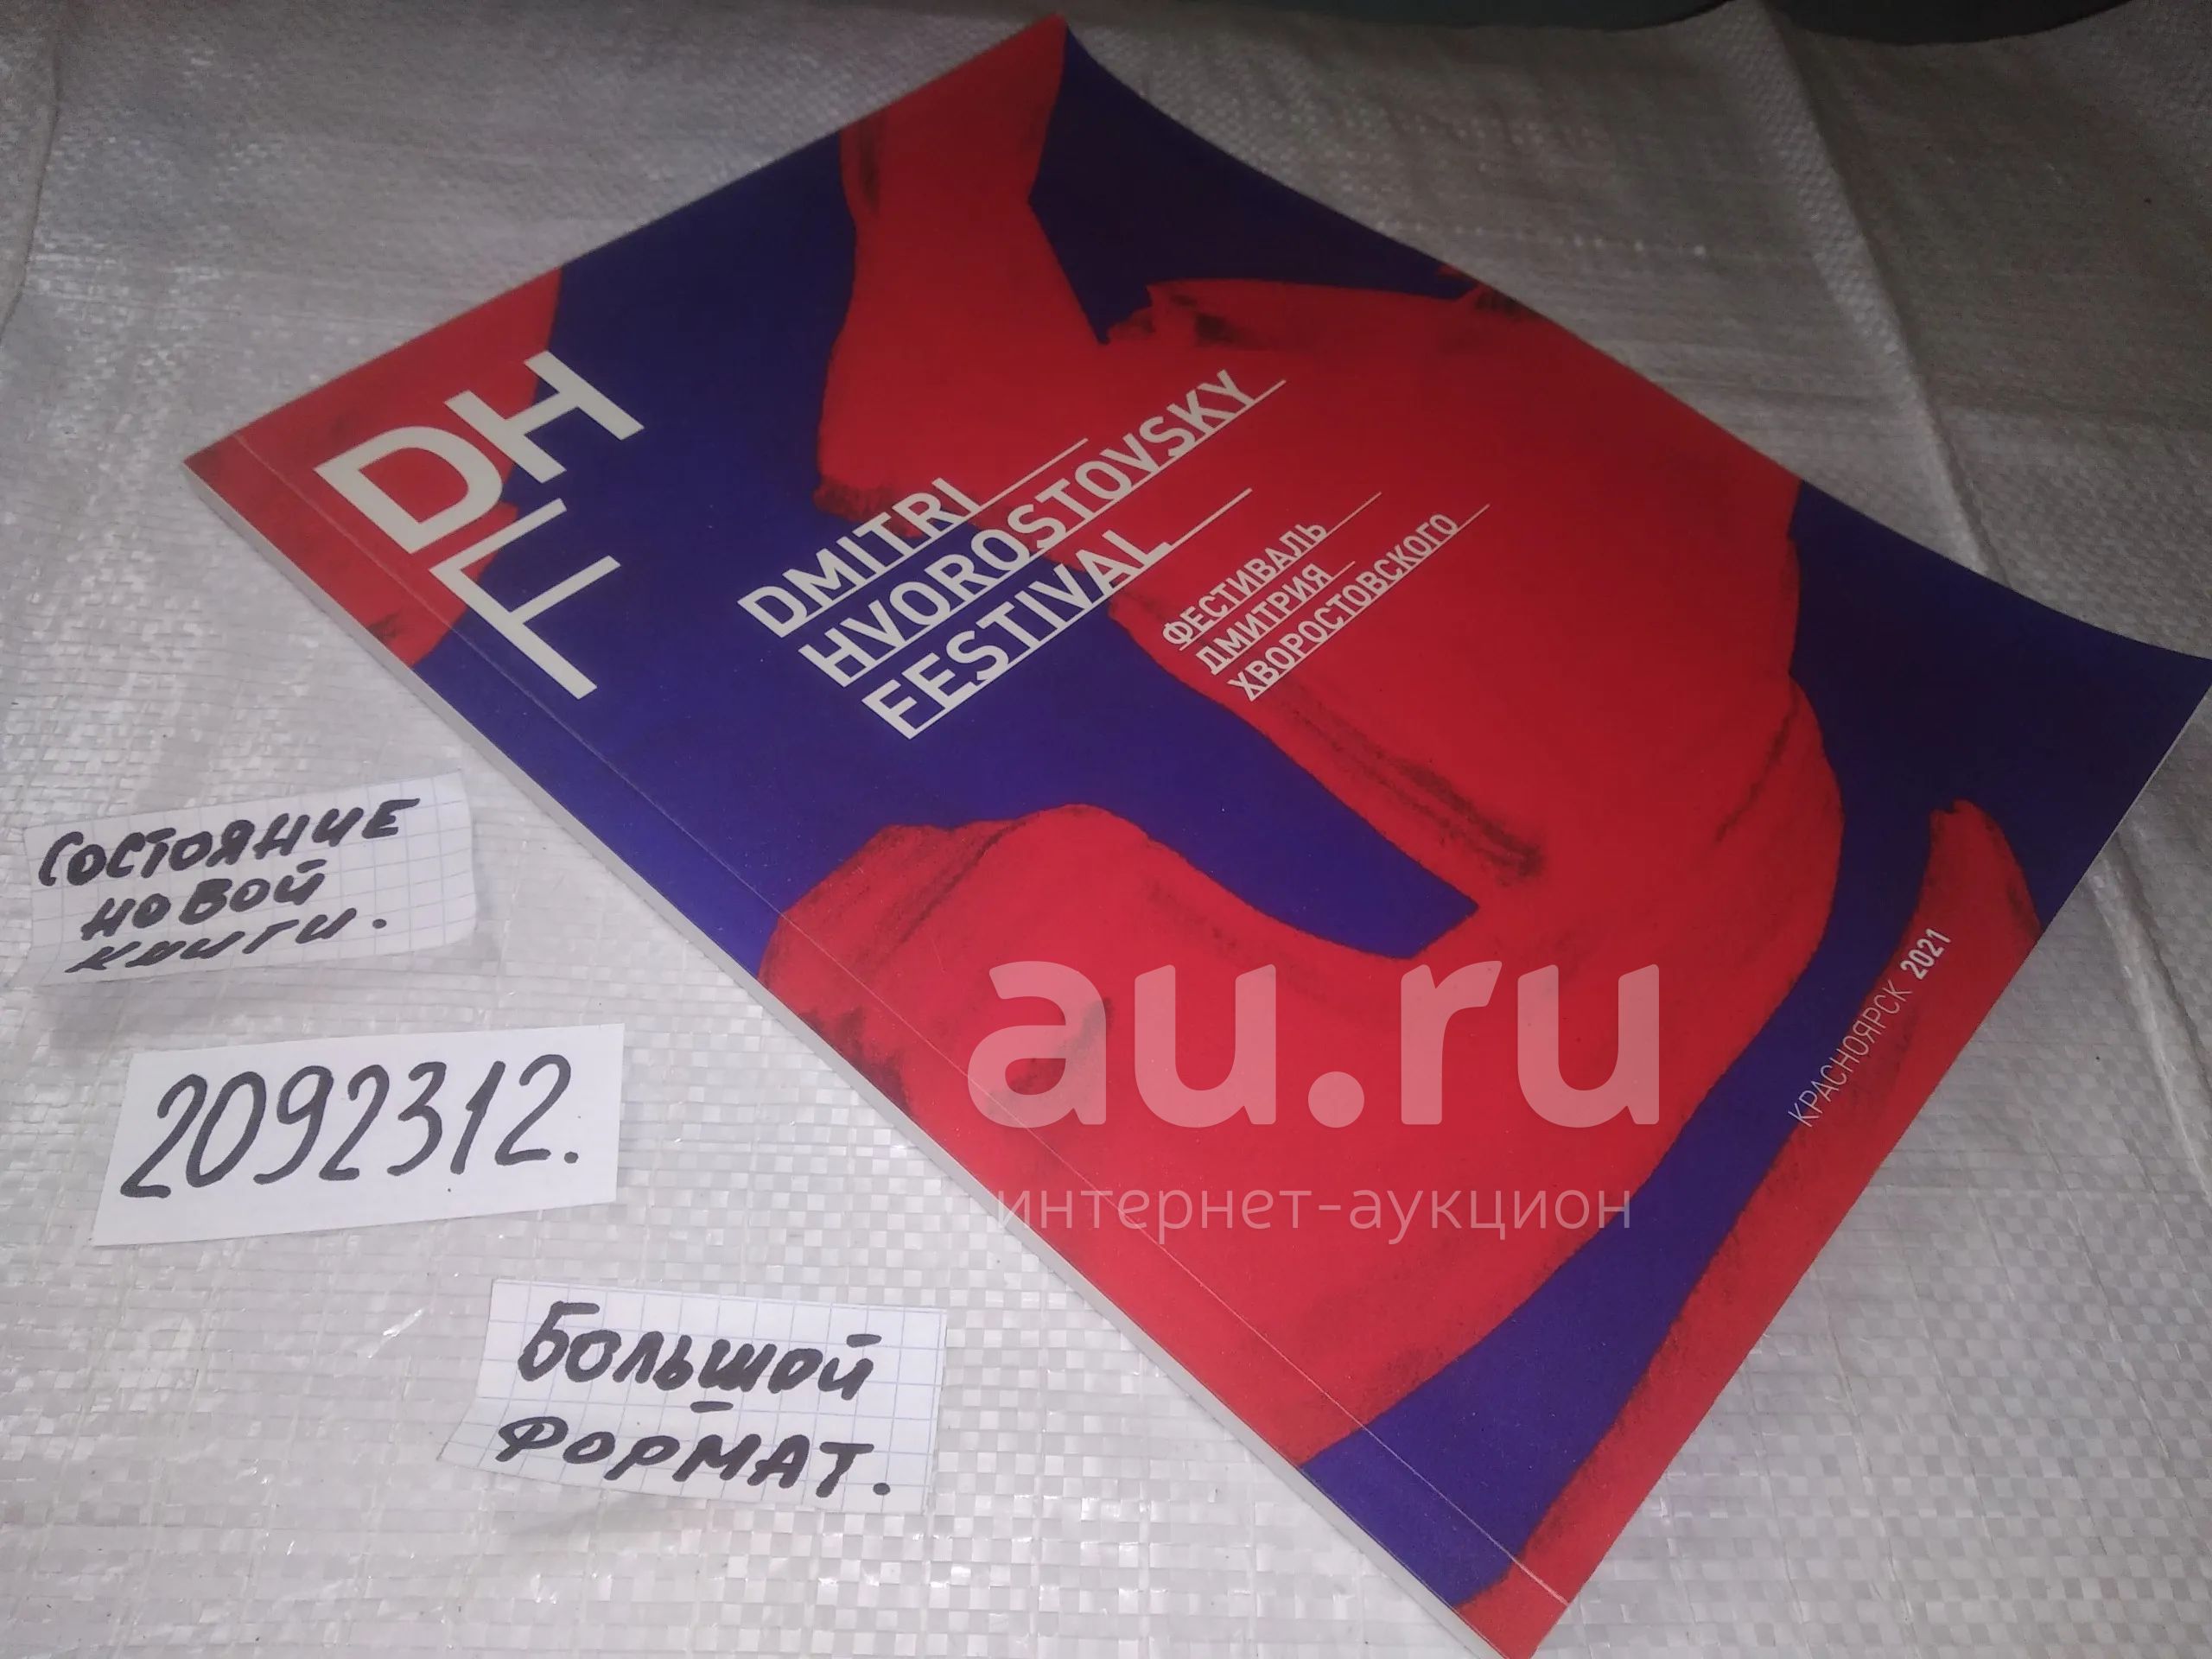 DH
F
DMITRI
HVOROSTOVSKY
FESTIVAL
ФЕСТИВАЛЬ
ДМИТРИЯ
ХВОРОСТОВСКОГО
КРАСНОЯРСК 2021
СОСТОЯНИЕ
НОВОЙ
КНИГИ.
2092312.
БОЛЬШОЙ
ФОРМАТ.
au.ru
интернет-аукцион